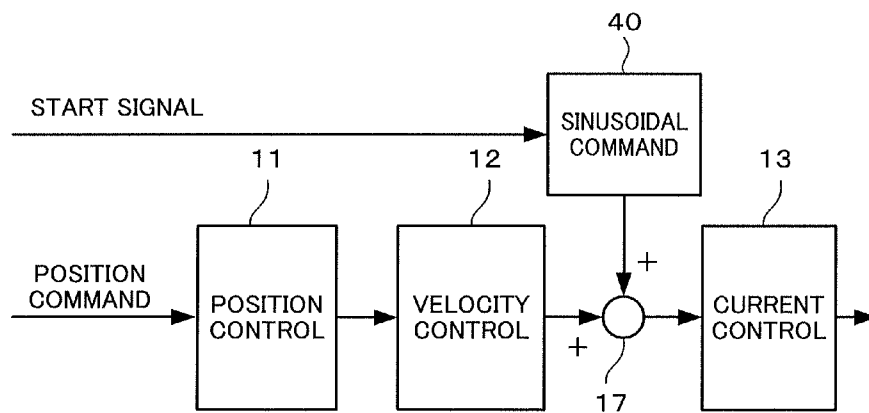 40
START SIGNAL
SINUSOIDAL
COMMAND
11
12
13
POSITION
COMMAND
POSITION
CONTROL
VELOCITY
CONTROL
+
+
CURRENT
CONTROL
17